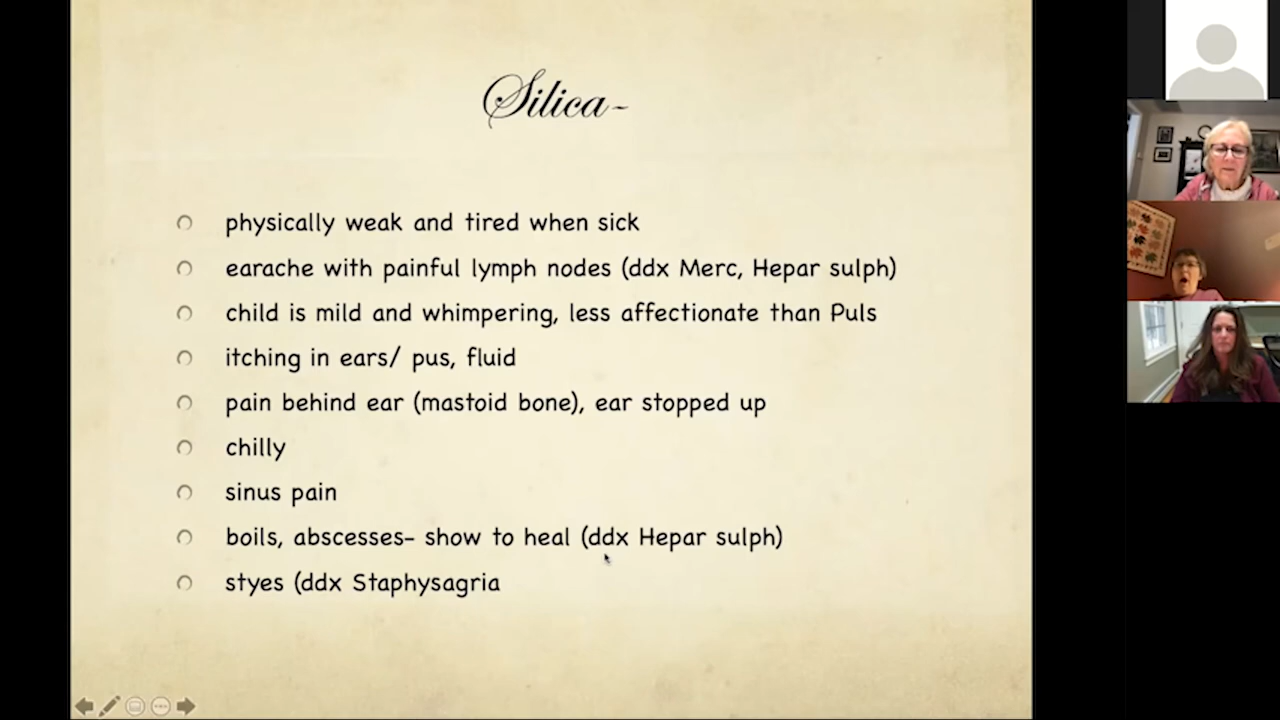 Silica-
physically weak and tired when sick
earache with painful lymph nodes (ddx Merc, Hepar sulph)
child is mild and whimpering, less affectionate than Puls
itching in ears/ pus, fluid
pain behind ear (mastoid bone), ear stopped up
chilly
sinus pain
boils, abscesses- show to heal (ddx Hepar sulph)
styes (ddx Staphysagria